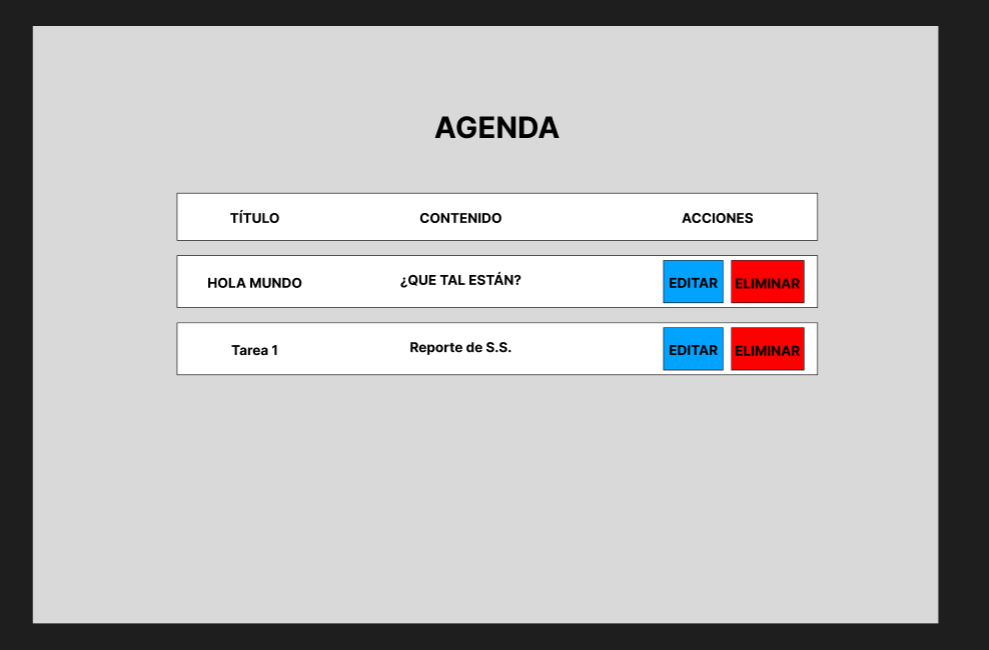 AGENDA
TÍTULO CONTENIDO ACCIONES
HOLA MUNDO ¿QUE TAL ESTÁN? EDITAR ELIMINAR
Tarea 1 Reporte de S.S. EDITAR ELIMINAR